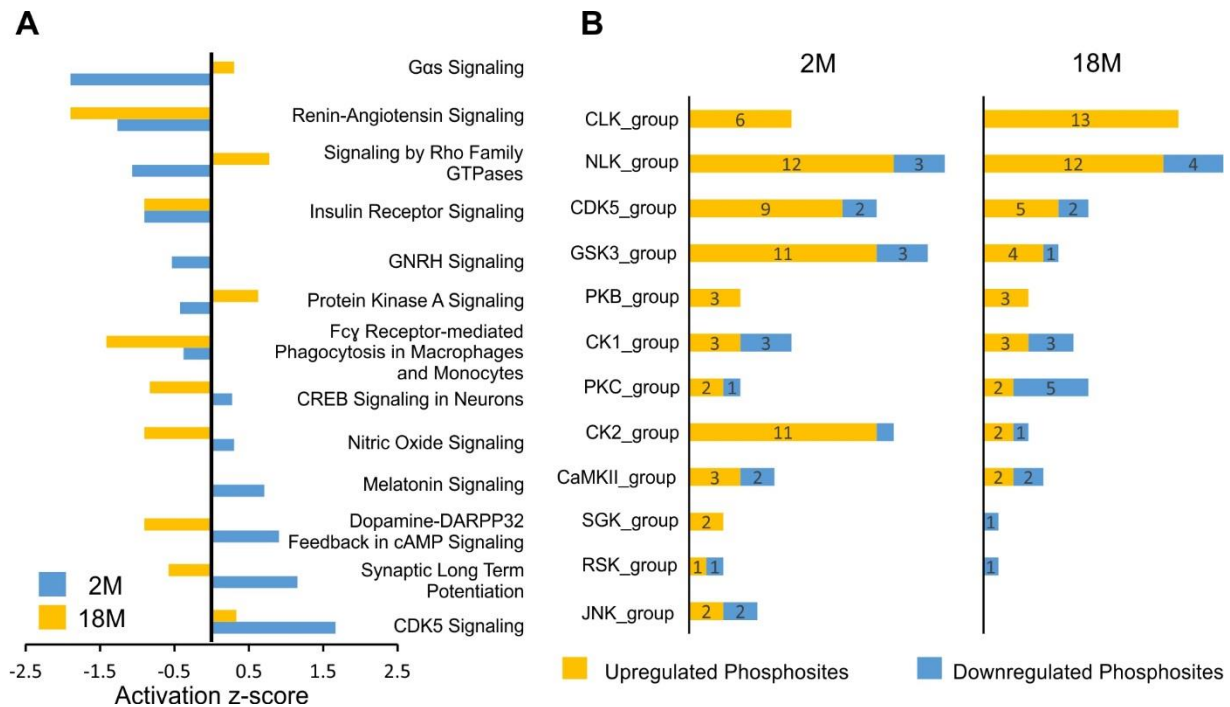 A
Gαs Signaling
Renin-Angiotensin Signaling
Signaling by Rho Family
GTPases
Insulin Receptor Signaling
GNRH Signaling
Protein Kinase A Signaling
Fcɣ Receptor-mediated
Phagocytosis in Macrophages
and Monocytes
CREB Signaling in Neurons
Nitric Oxide Signaling
Melatonin Signaling
Dopamine-DARPP32
Feedback in cAMP Signaling
Synaptic Long Term
Potentiation
CDK5 Signaling
2M
18M
-2.5 -1.5 -0.5 0.5 1.5 2.5
Activation z-score
B
2M 18M
CLK_group 6 13
NLK_group 12 3 12 4
CDK5_group 9 2 5 2
GSK3_group 11 3 4 1
PKB_group 3 3
CK1_group 3 3 3 3
PKC_group 2 1 2 5
CK2_group 11 2 1
CaMKII_group 3 2 2 2
SGK_group 2 1
RSK_group 1 1 1
JNK_group 2 2
Upregulated Phosphosites Downregulated Phosphosites